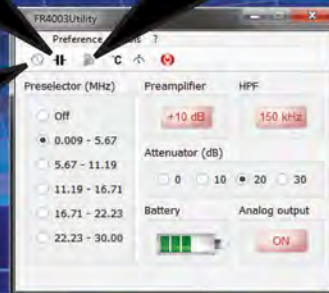 FR4003Utility
Preference ?
°C
Preselector (MHz) Preamplifier HPF
Off +10 dB 150 kHz
0.009 - 5.67
Attenuator (dB)
5.67 - 11.19
0 10 20 30
11.19 - 16.71
16.71 - 22.23 Battery Analog output
22.23 - 30.00 ON